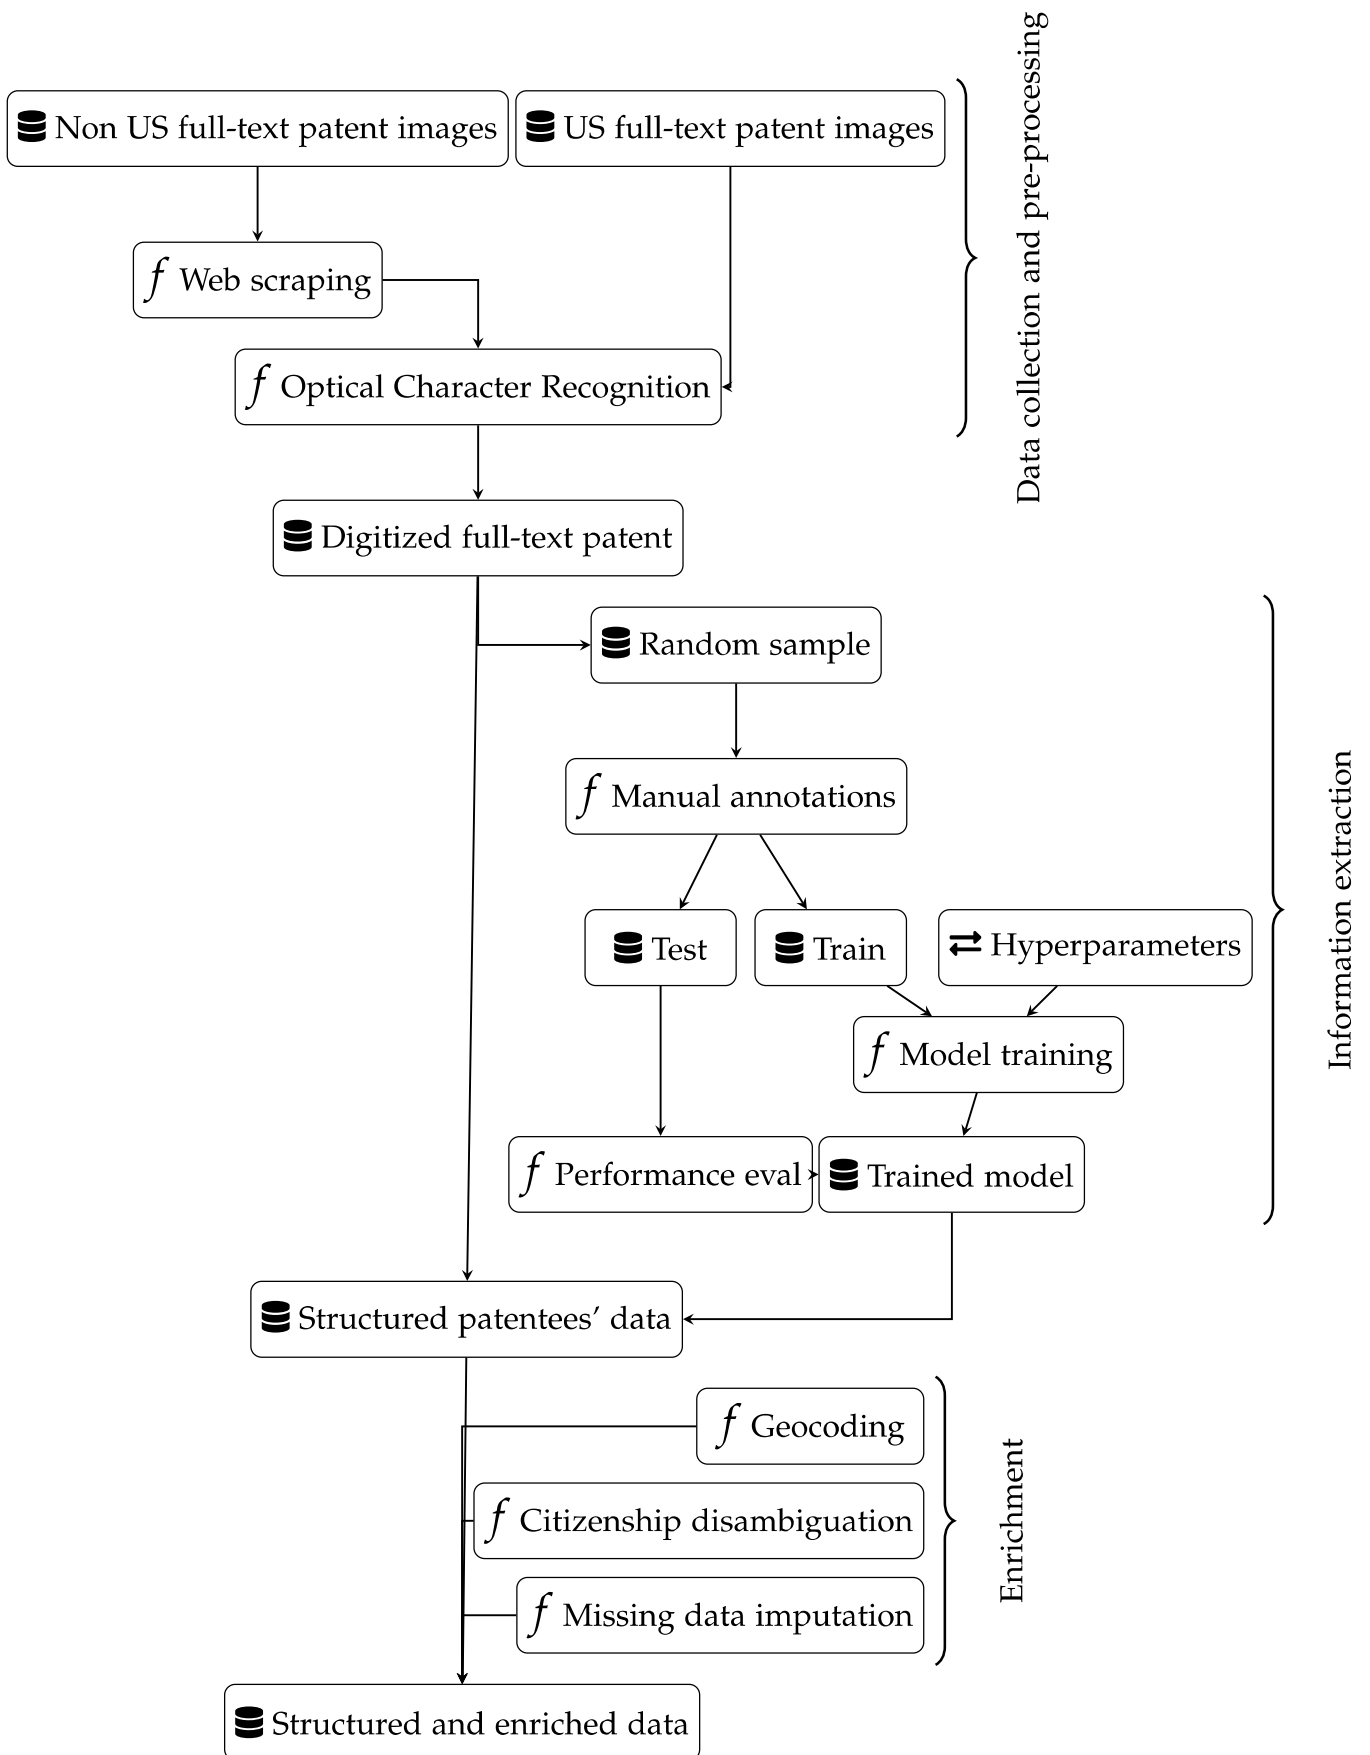 Non US full-text patent images
US full-text patent images
Data collection and pre-processing
f Web scraping
f Optical Character Recognition
Digitized full-text patent
Random sample
f Manual annotations
Test
Train
Hyperparameters
Information extraction
f Model training
f Performance eval
Trained model
Structured patentees’ data
f Geocoding
f Citizenship disambiguation
Enrichment
f Missing data imputation
Structured and enriched data